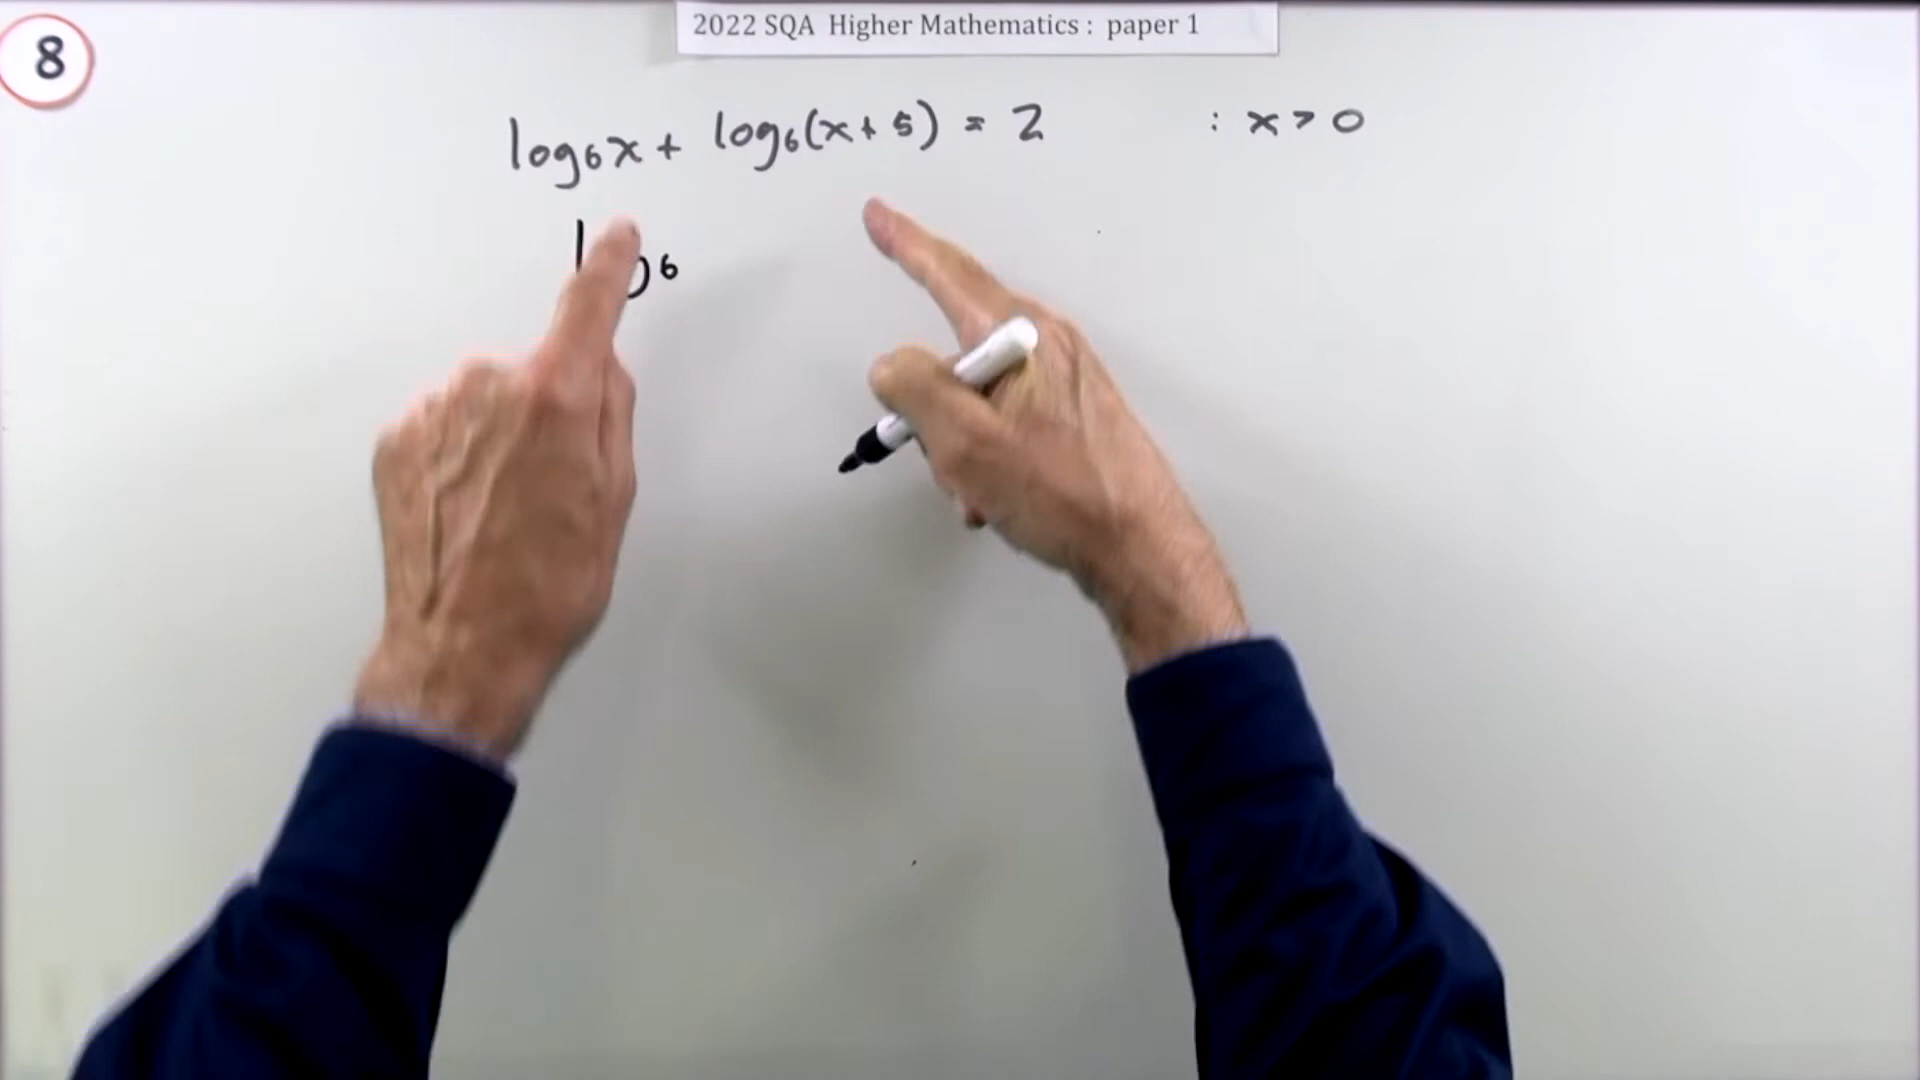 2022 SQA Higher Mathematics : paper 1
8
log₆x + log₆(x+5) = 2 : x > 0